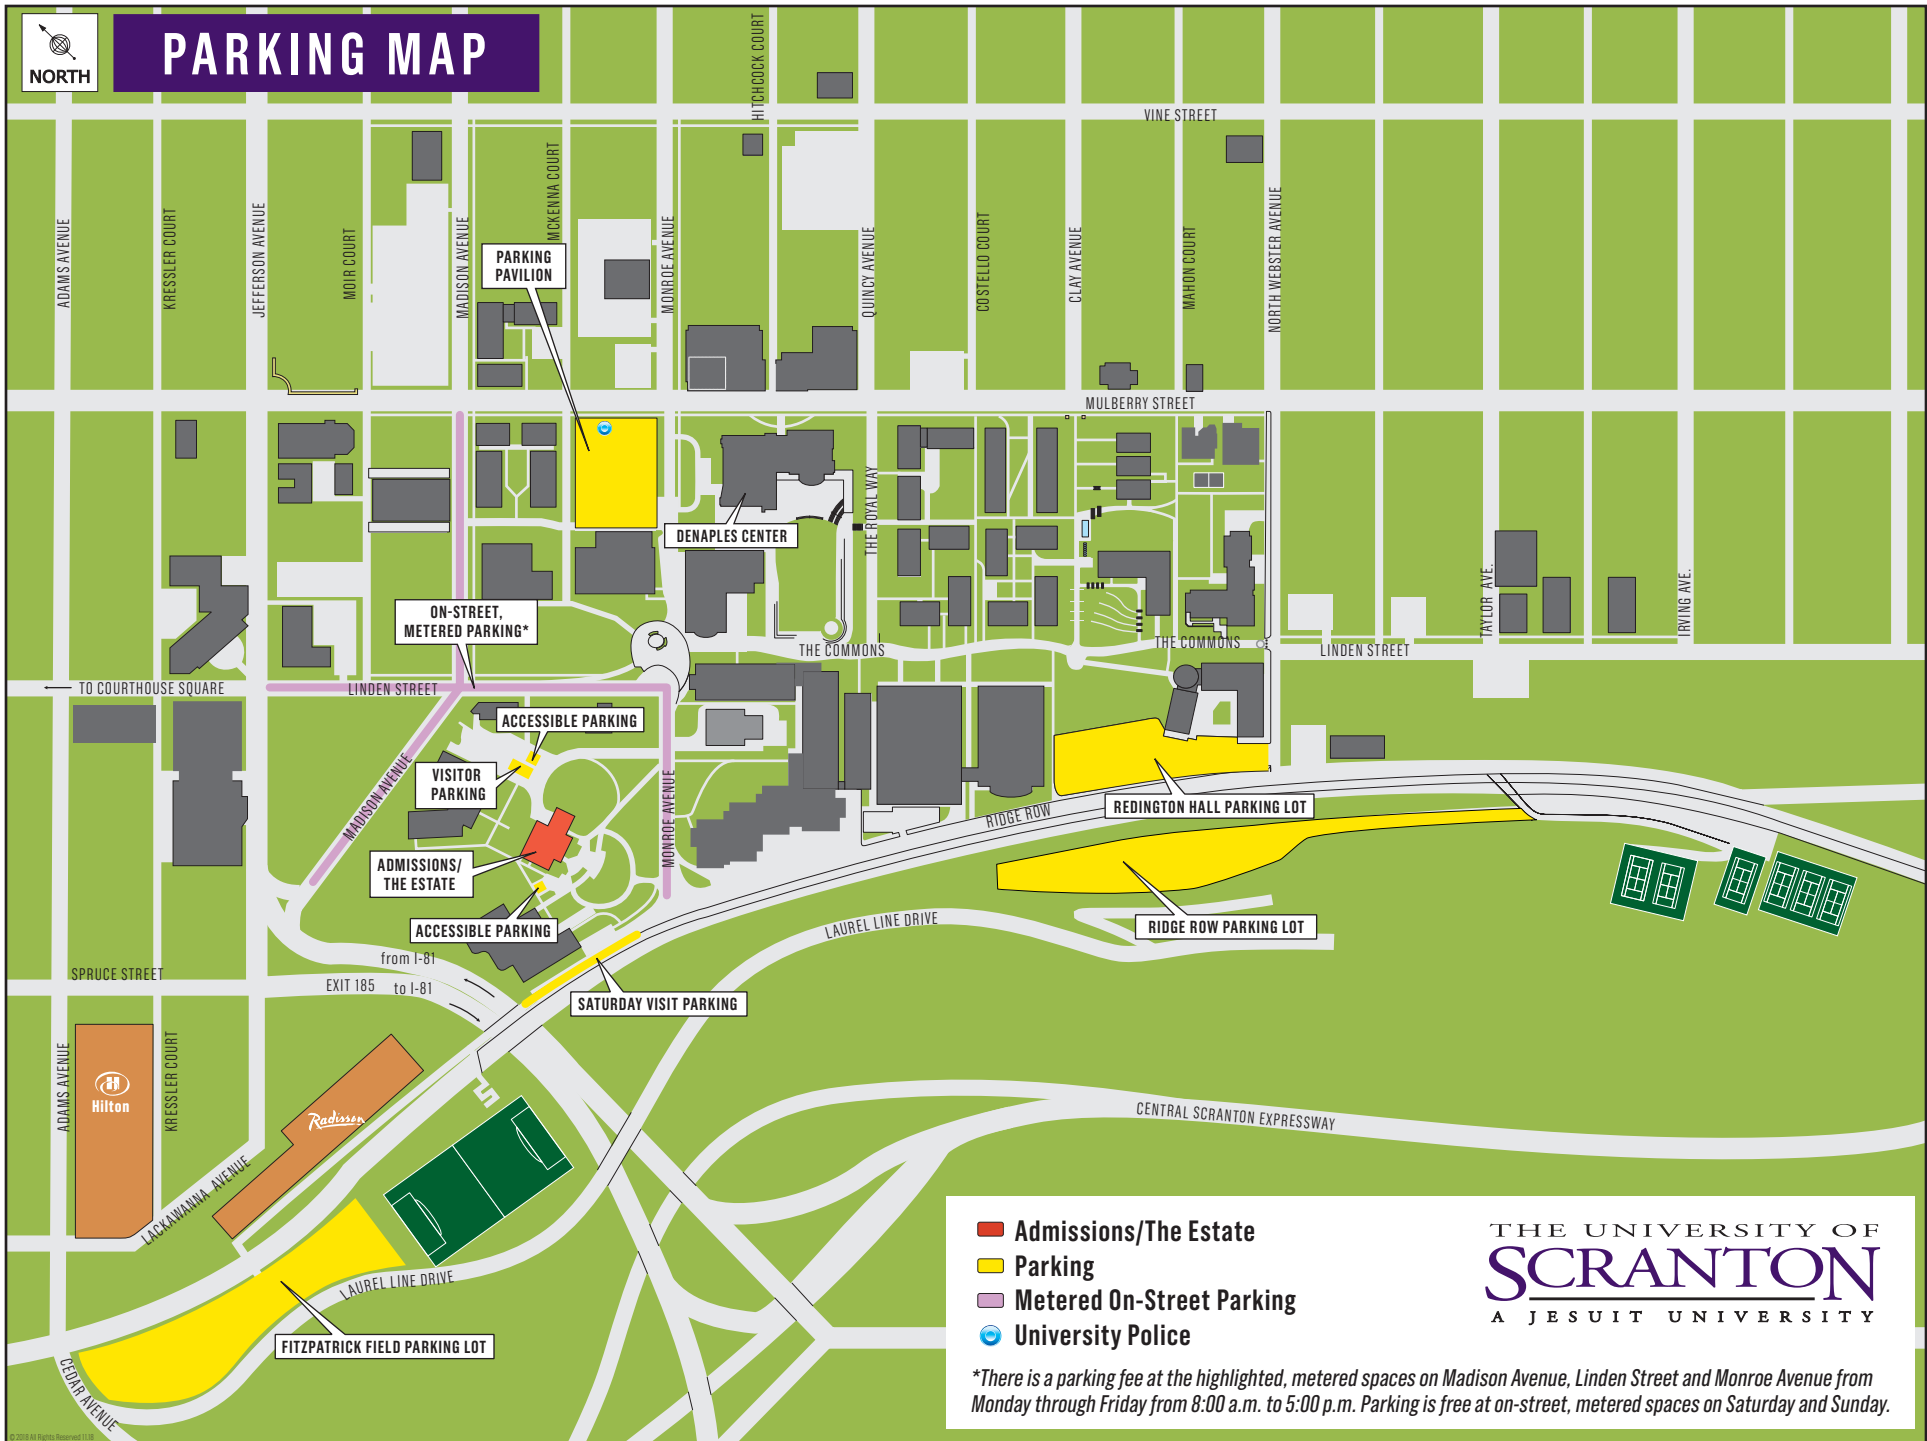 NORTH
PARKING MAP
HITCHCOCK COURT
VINE STREET
ADAMS AVENUE
KRESSLER COURT
JEFFERSON AVENUE
MOIR COURT
MADISON AVENUE
MCKENNA COURT
MONROE AVENUE
QUINCY AVENUE
COSTELLO COURT
CLAY AVENUE
MAHON COURT
NORTH WEBSTER AVENUE
PARKING
PAVILION
MULBERRY STREET
DENAPLES CENTER
THE ROYAL WAY
TAYLOR AVE.
IRVING AVE.
ON-STREET,
METERED PARKING*
THE COMMONS
THE COMMONS
LINDEN STREET
← TO COURTHOUSE SQUARE
LINDEN STREET
ACCESSIBLE PARKING
VISITOR
PARKING
MADISON AVENUE
MONROE AVENUE
REDINGTON HALL PARKING LOT
RIDGE ROW
ADMISSIONS/
THE ESTATE
ACCESSIBLE PARKING
LAUREL LINE DRIVE
RIDGE ROW PARKING LOT
from I-81
SPRUCE STREET
EXIT 185 to I-81
SATURDAY VISIT PARKING
ADAMS AVENUE
KRESSLER COURT
H
Hilton
Radisson
LACKAWANNA AVENUE
CENTRAL SCRANTON EXPRESSWAY
LAUREL LINE DRIVE
FITZPATRICK FIELD PARKING LOT
CEDAR AVENUE
Admissions/The Estate
Parking
Metered On-Street Parking
University Police
THE UNIVERSITY OF
SCRANTON
A JESUIT UNIVERSITY
*There is a parking fee at the highlighted, metered spaces on Madison Avenue, Linden Street and Monroe Avenue from
Monday through Friday from 8:00 a.m. to 5:00 p.m. Parking is free at on-street, metered spaces on Saturday and Sunday.
© 2018 All Rights Reserved 11.18